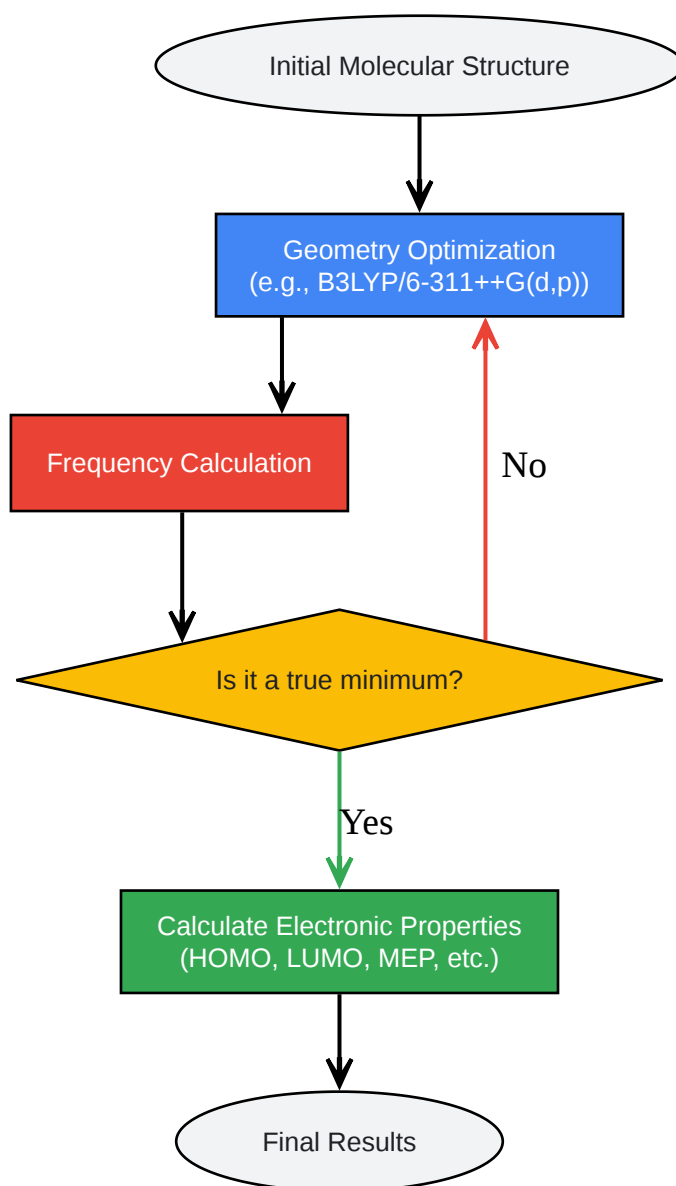 Initial Molecular Structure
Geometry Optimization
(e.g., B3LYP/6-311++G(d,p))
Frequency Calculation
No
Is it a true minimum?
Yes
Calculate Electronic Properties
(HOMO, LUMO, MEP, etc.)
Final Results